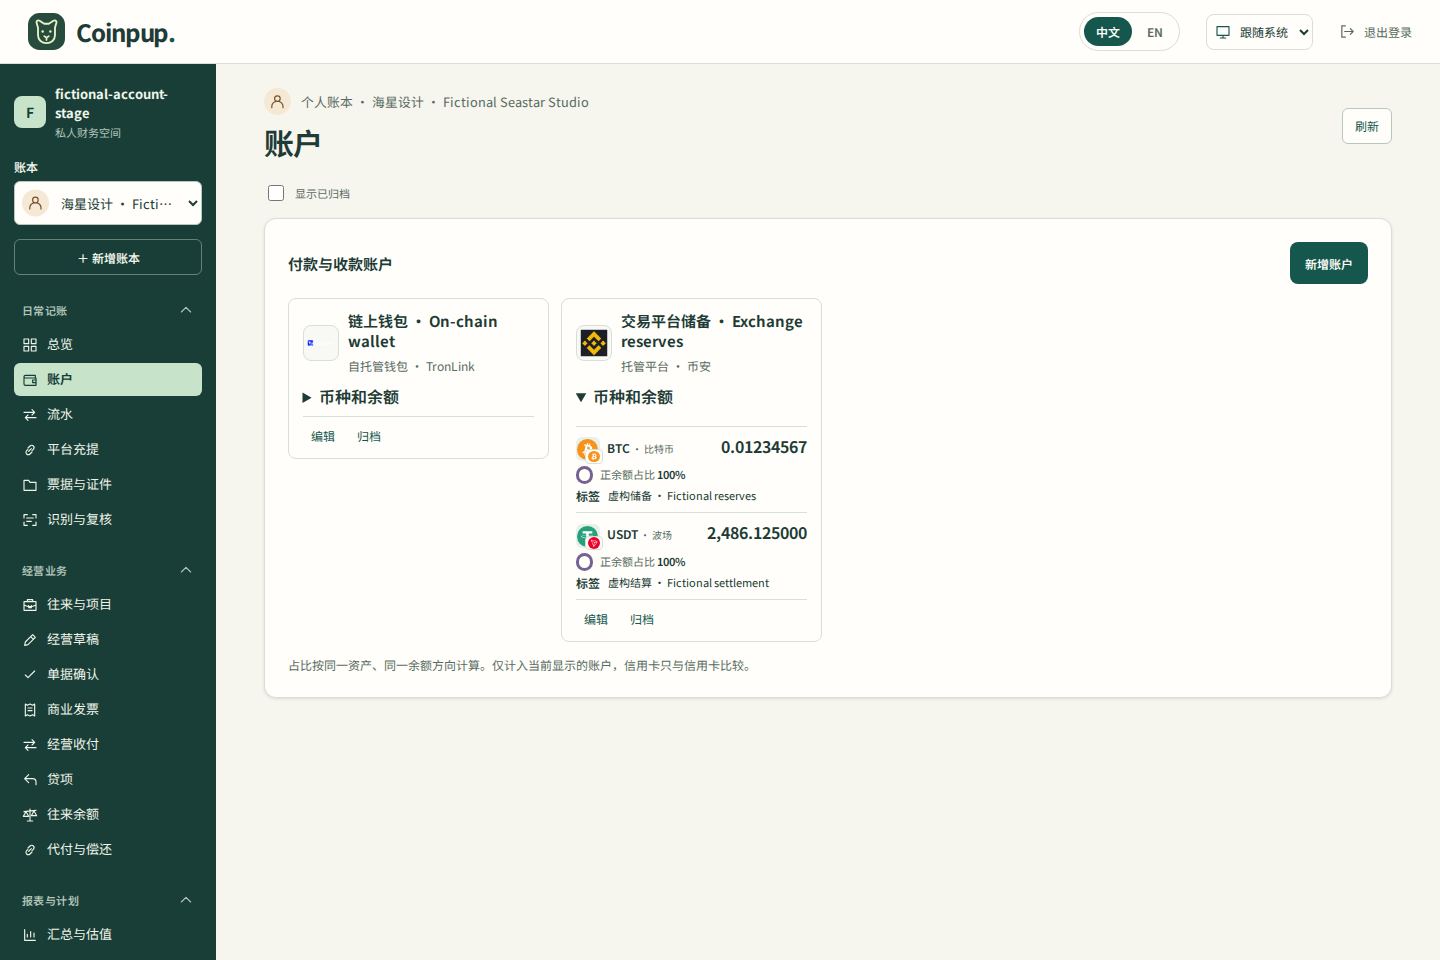 Coinpup.
中文
EN
跟随系统
退出登录
F
fictional-account-
stage
私人财务空间
账本
海星设计 · Ficti···
＋ 新增账本
日常记账
总览
账户
流水
平台充提
票据与证件
识别与复核
经营业务
往来与项目
经营草稿
单据确认
商业发票
经营收付
贷项
往来余额
代付与偿还
报表与计划
汇总与估值
个人账本 · 海星设计 · Fictional Seastar Studio
账户
刷新
显示已归档
付款与收款账户
新增账户
链上钱包 · On-chain
wallet
自托管钱包 · TronLink
币种和余额
编辑
归档
交易平台储备 · Exchange
reserves
托管平台 · 币安
币种和余额
BTC · 比特币
0.01234567
正余额占比 100%
标签 虚构储备 · Fictional reserves
USDT · 波场
2,486.125000
正余额占比 100%
标签 虚构结算 · Fictional settlement
编辑
归档
占比按同一资产、同一余额方向计算。仅计入当前显示的账户，信用卡只与信用卡比较。